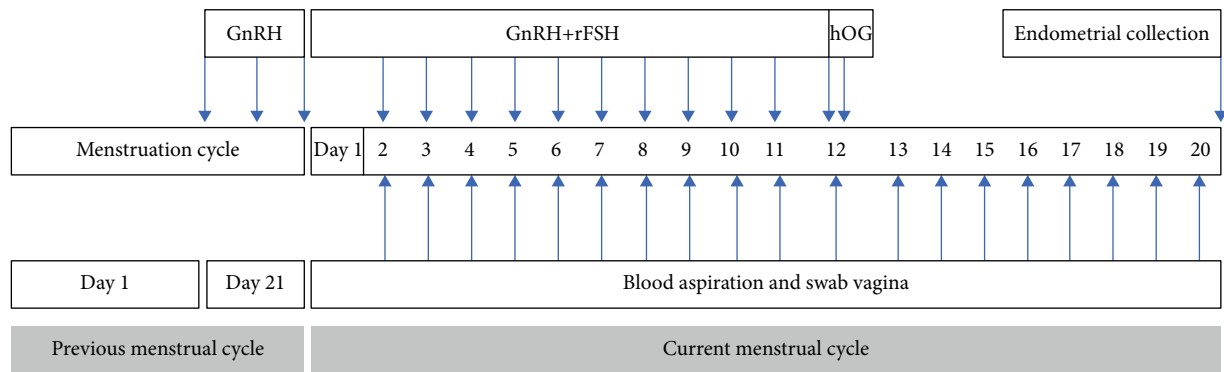 GnRH GnRH+rFSH hOG Endometrial collection
Menstruation cycle Day 1 2 3 4 5 6 7 8 9 10 11 12 13 14 15 16 17 18 19 20
Day 1 Day 21 Blood aspiration and swab vagina
Previous menstrual cycle Current menstrual cycle